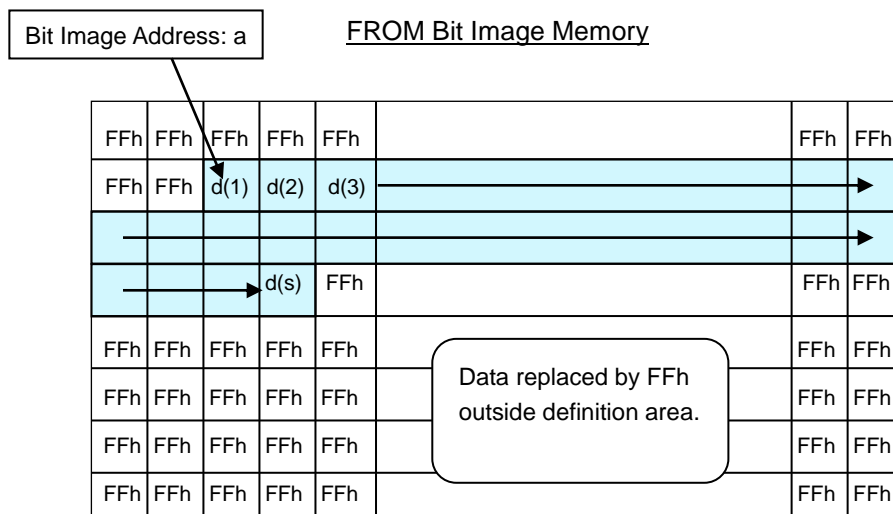 Bit Image Address: a
FROM Bit Image Memory
FFh FFh FFh FFh FFh FFh FFh
FFh FFh d(1) d(2) d(3)
d(s) FFh FFh FFh
FFh FFh FFh FFh FFh FFh FFh
FFh FFh FFh FFh FFh FFh FFh
FFh FFh FFh FFh FFh FFh FFh
FFh FFh FFh FFh FFh FFh FFh
Data replaced by FFh
outside definition area.